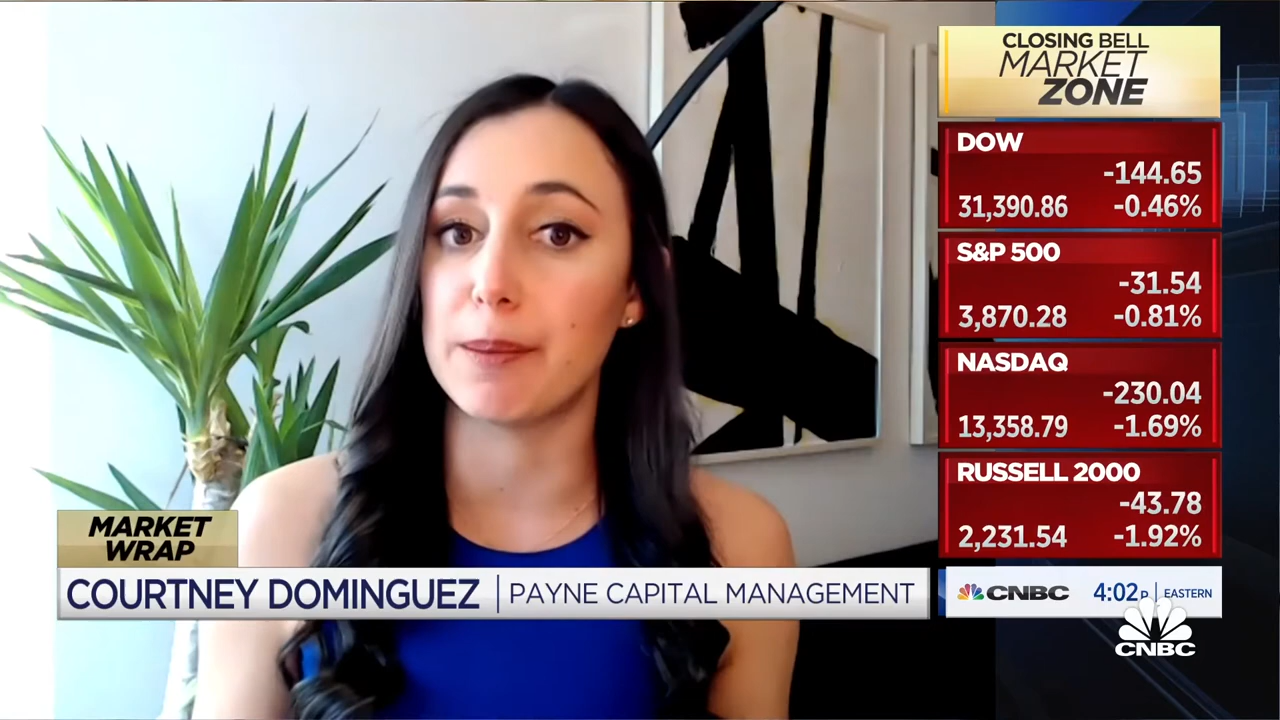 CLOSING BELL
MARKET
ZONE
DOW
-144.65
31,390.86 -0.46%
S&P 500
-31.54
3,870.28 -0.81%
NASDAQ
-230.04
13,358.79 -1.69%
RUSSELL 2000
-43.78
2,231.54 -1.92%
MARKET
WRAP
COURTNEY DOMINGUEZ | PAYNE CAPITAL MANAGEMENT
CNBC 4:02P | EASTERN
CNBC